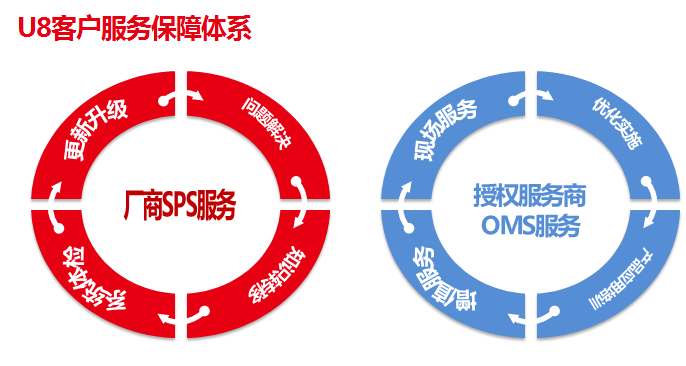 U8客户服务保障体系
更新升级
问题解决
厂商SPS服务
系统体检
知识转移
现场服务
优化实施
授权服务商
OMS服务
增值服务
产品应用培训